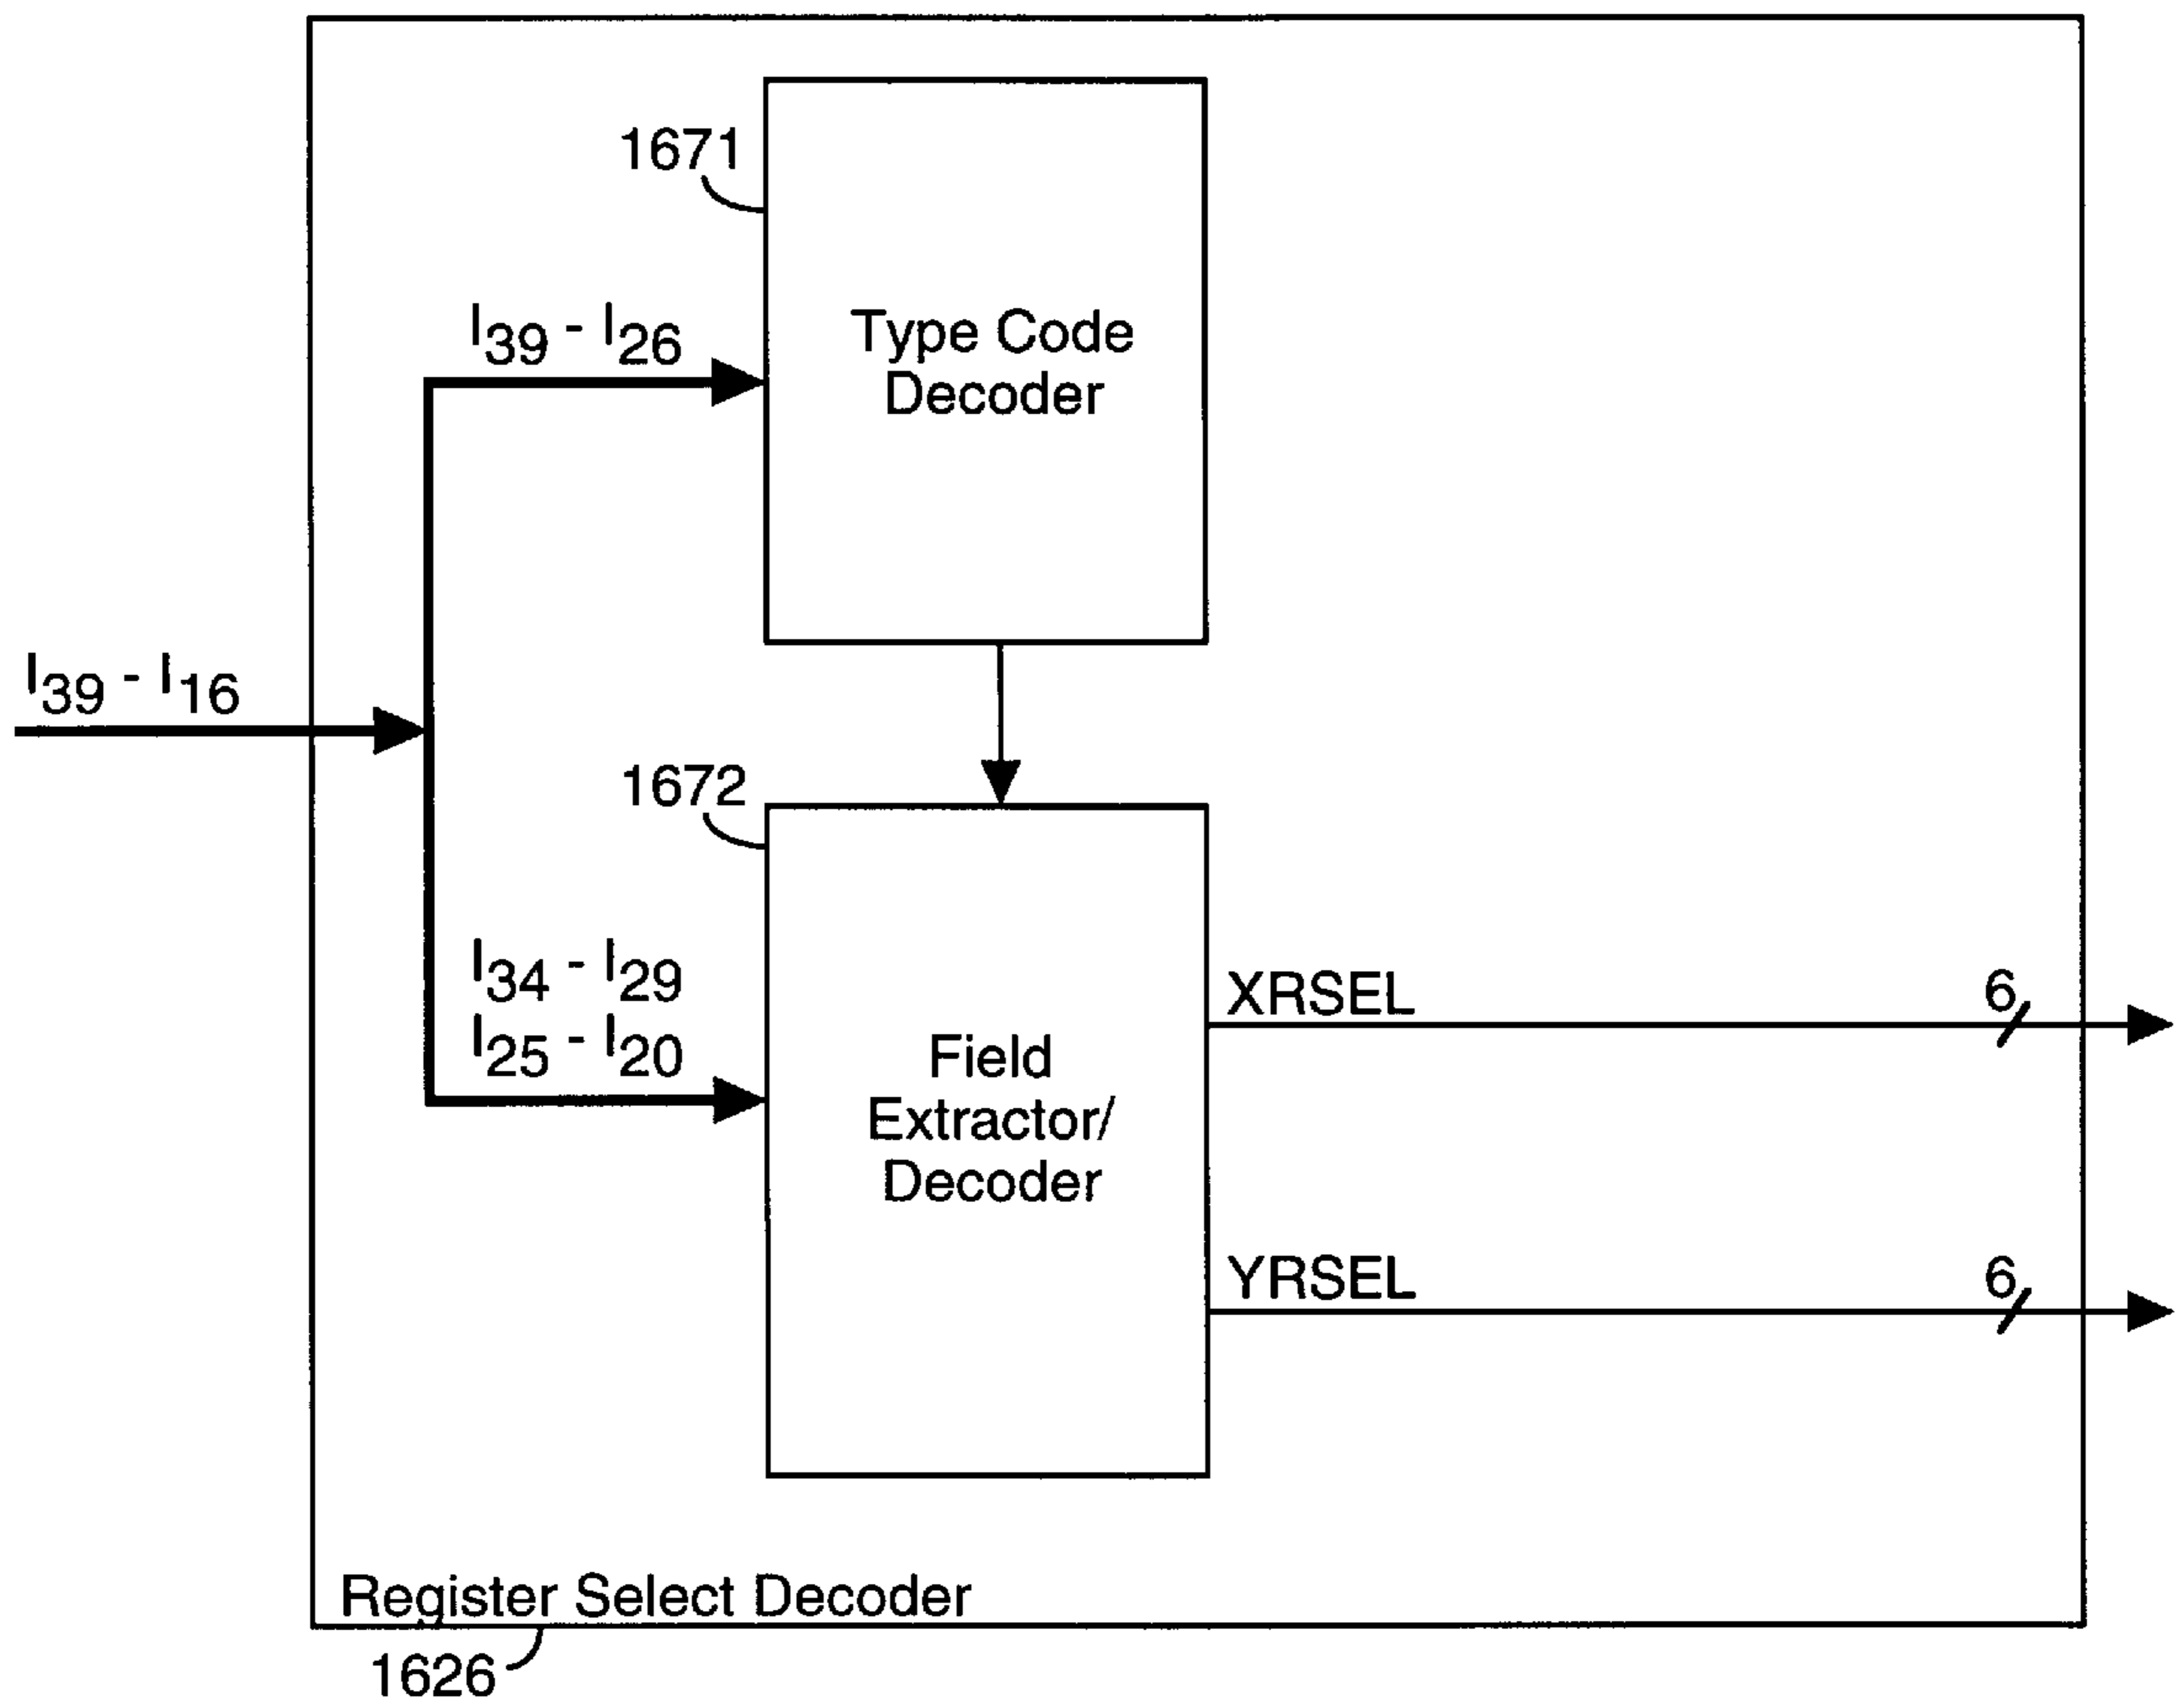 1671
I39 - I26
Type Code
Decoder
I39 - I16
1672
I34 - I29
I25 - I20
Field
Extractor/
Decoder
XRSEL
6
YRSEL
6
Register Select Decoder
1626